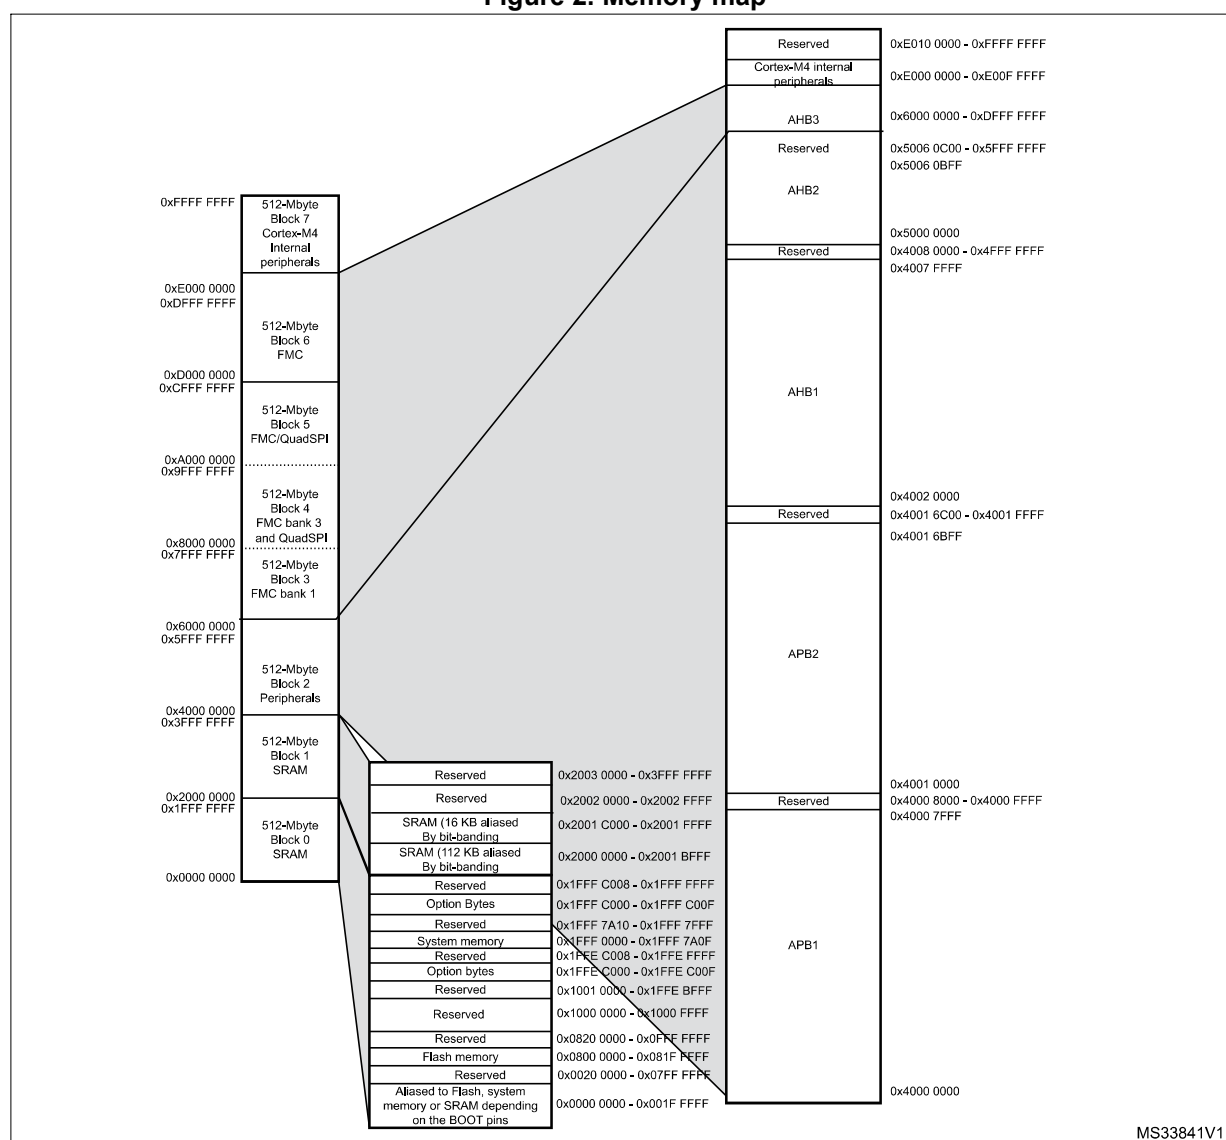 Figure 2. Memory map
0xFFFF FFFF
512-Mbyte
Block 7
Cortex-M4
Internal
peripherals
0xE000 0000
0xDFFF FFFF
512-Mbyte
Block 6
FMC
0xD000 0000
0xCFFF FFFF
512-Mbyte
Block 5
FMC/QuadSPI
0xA000 0000
0x9FFF FFFF
512-Mbyte
Block 4
FMC bank 3
and QuadSPI
0x8000 0000
0x7FFF FFFF
512-Mbyte
Block 3
FMC bank 1
0x6000 0000
0x5FFF FFFF
512-Mbyte
Block 2
Peripherals
0x4000 0000
0x3FFF FFFF
512-Mbyte
Block 1
SRAM
0x2000 0000
0x1FFF FFFF
512-Mbyte
Block 0
SRAM
0x0000 0000
Reserved 0x2003 0000 - 0x3FFF FFFF
Reserved 0x2002 0000 - 0x2002 FFFF
SRAM (16 KB aliased
By bit-banding 0x2001 C000 - 0x2001 FFFF
SRAM (112 KB aliased
By bit-banding 0x2000 0000 - 0x2001 BFFF
Reserved 0x1FFF C008 - 0x1FFF FFFF
Option Bytes 0x1FFF C000 - 0x1FFF C00F
Reserved 0x1FFF 7A10 - 0x1FFF 7FFF
System memory 0x1FFF 0000 - 0x1FFF 7A0F
Reserved 0x1FFE C008 - 0x1FFE FFFF
Option bytes 0x1FFE C000 - 0x1FFE C00F
Reserved 0x1001 0000 - 0x1FFE BFFF
Reserved 0x1000 0000 - 0x1000 FFFF
Reserved 0x0820 0000 - 0x0FFF FFFF
Flash memory 0x0800 0000 - 0x081F FFFF
Reserved 0x0020 0000 - 0x07FF FFFF
Aliased to Flash, system
memory or SRAM depending
on the BOOT pins 0x0000 0000 - 0x001F FFFF
Reserved 0xE010 0000 - 0xFFFF FFFF
Cortex-M4 internal
peripherals 0xE000 0000 - 0xE00F FFFF
AHB3 0x6000 0000 - 0xDFFF FFFF
Reserved 0x5006 0C00 - 0x5FFF FFFF
0x5006 0BFF
AHB2
0x5000 0000
Reserved 0x4008 0000 - 0x4FFF FFFF
0x4007 FFFF
AHB1
0x4002 0000
Reserved 0x4001 6C00 - 0x4001 FFFF
0x4001 6BFF
APB2
0x4001 0000
Reserved 0x4000 8000 - 0x4000 FFFF
0x4000 7FFF
APB1
0x4000 0000
MS33841V1